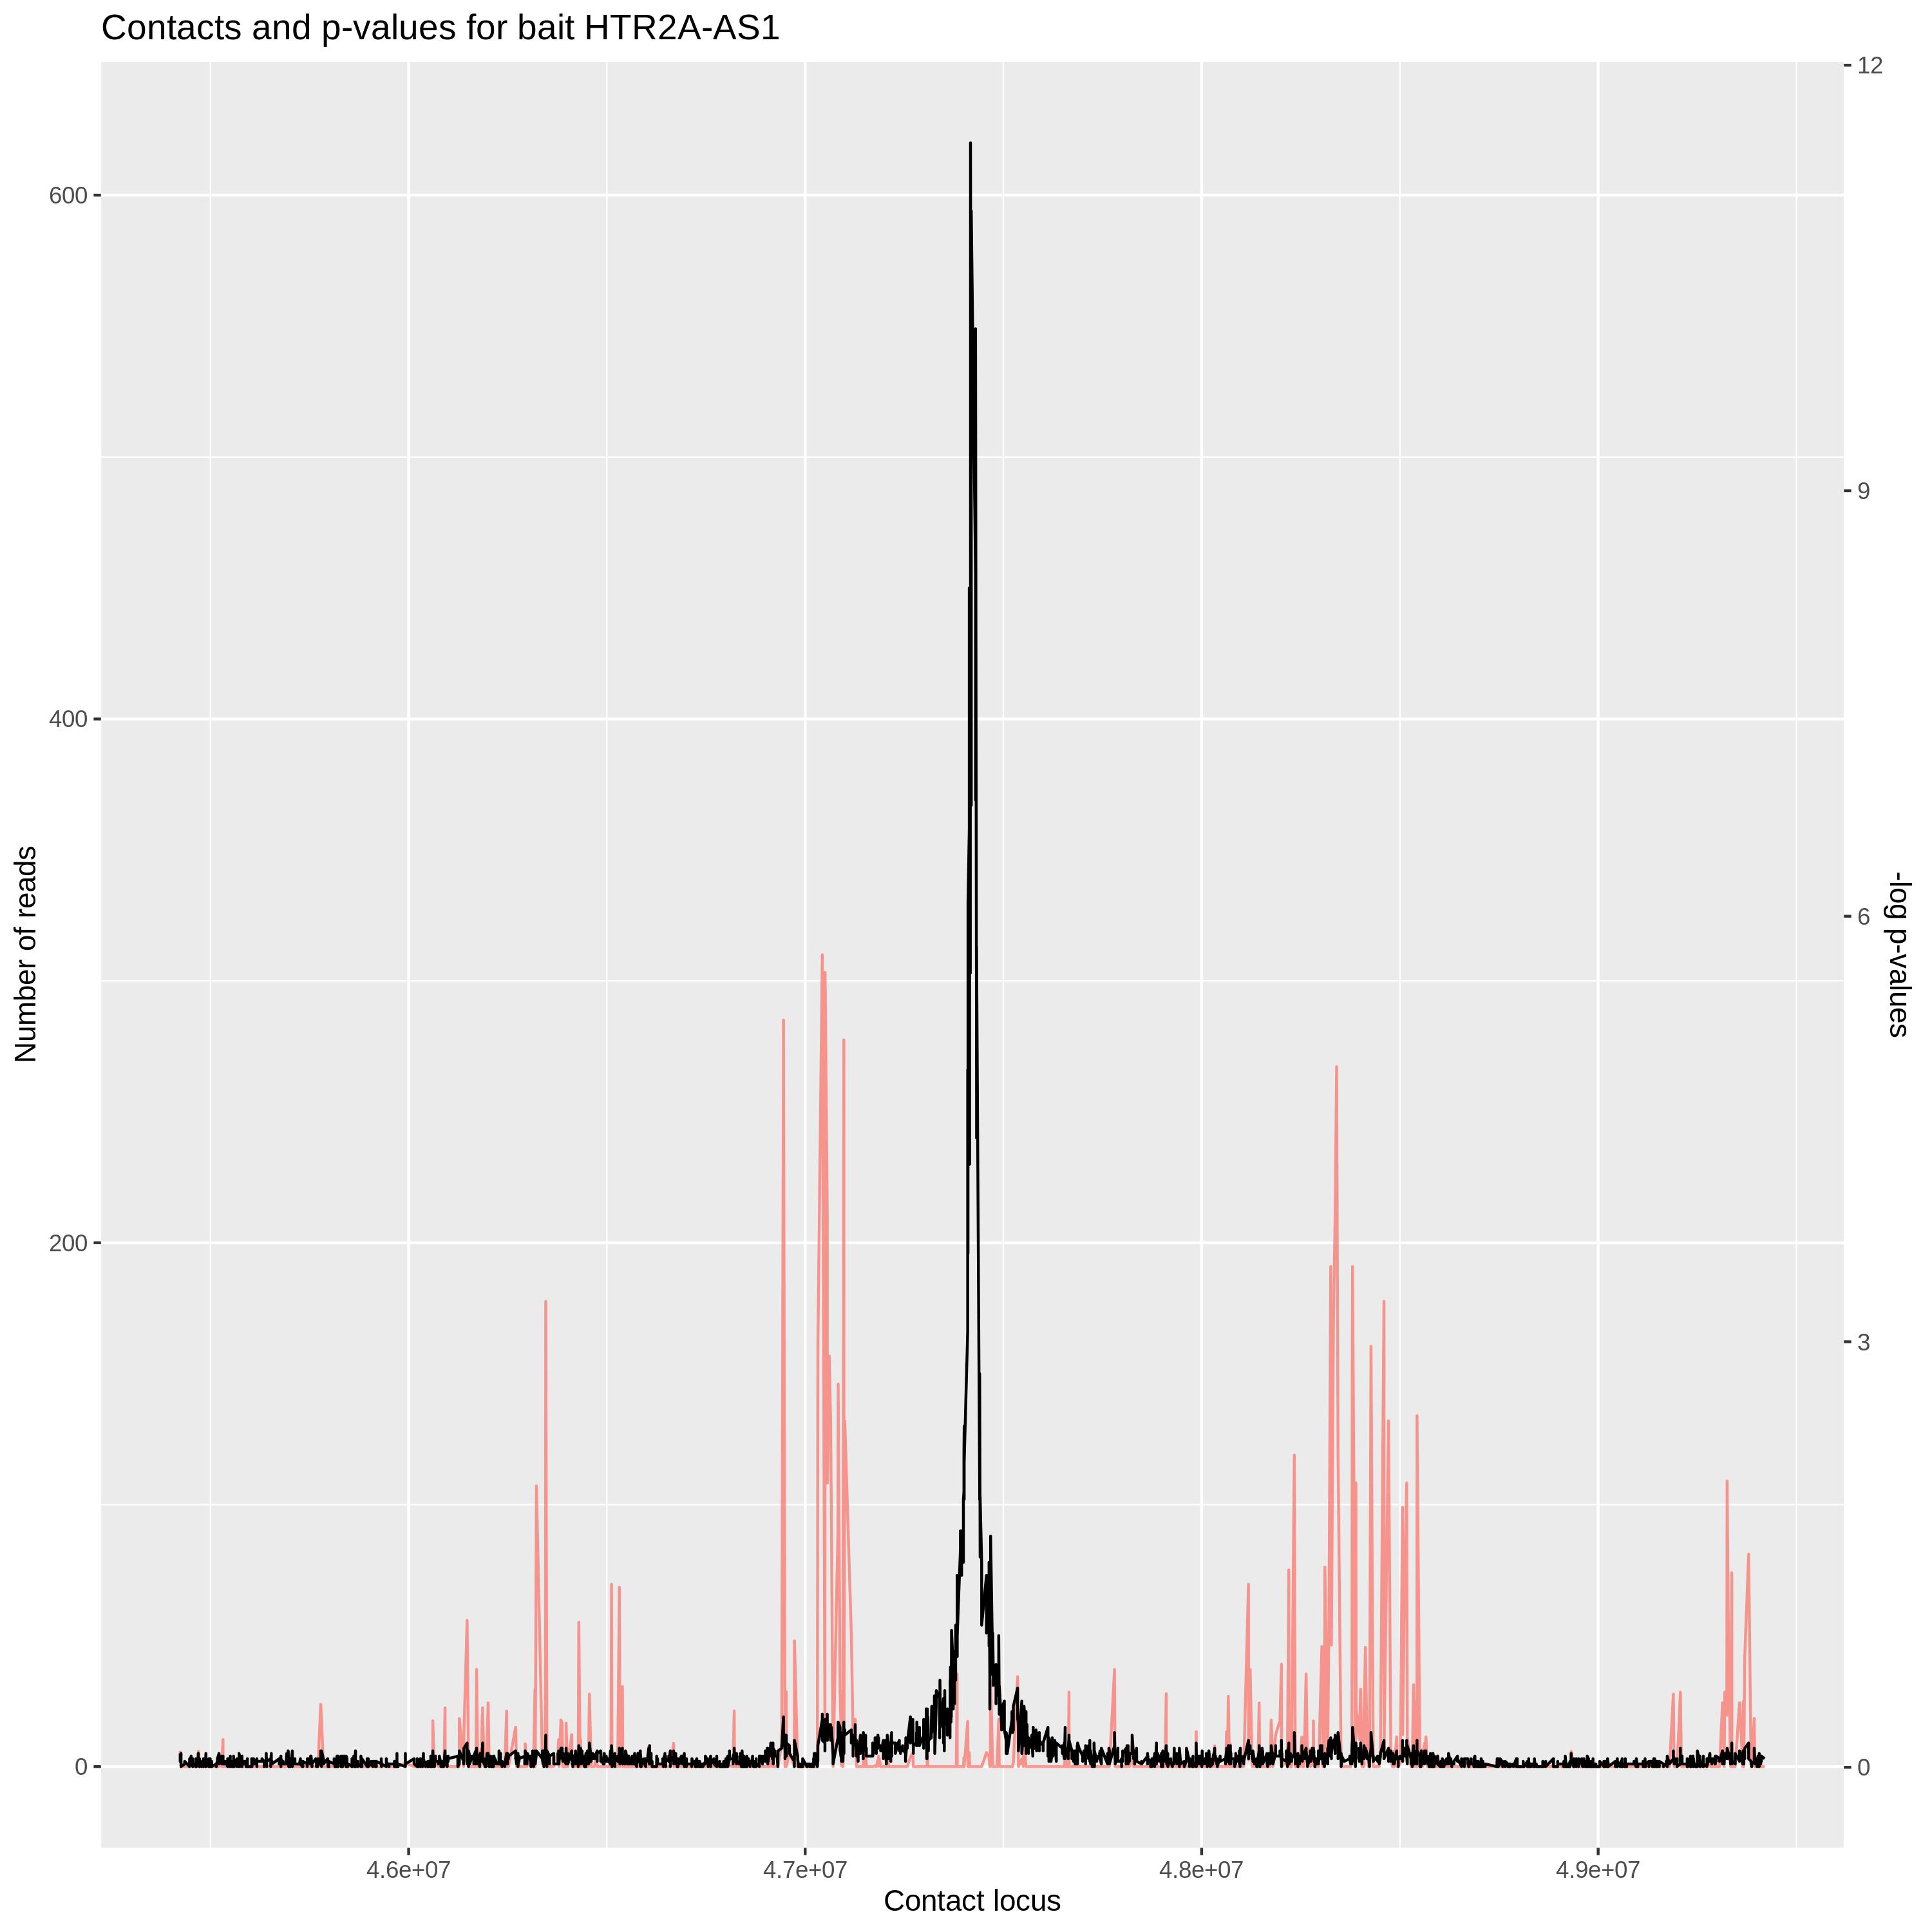 Contacts and p-values for bait HTR2A-AS1
12
600
9
400
6
Number of reads
-log p-values
200
3
0
0
4.6e+07
4.7e+07
4.8e+07
4.9e+07
Contact locus